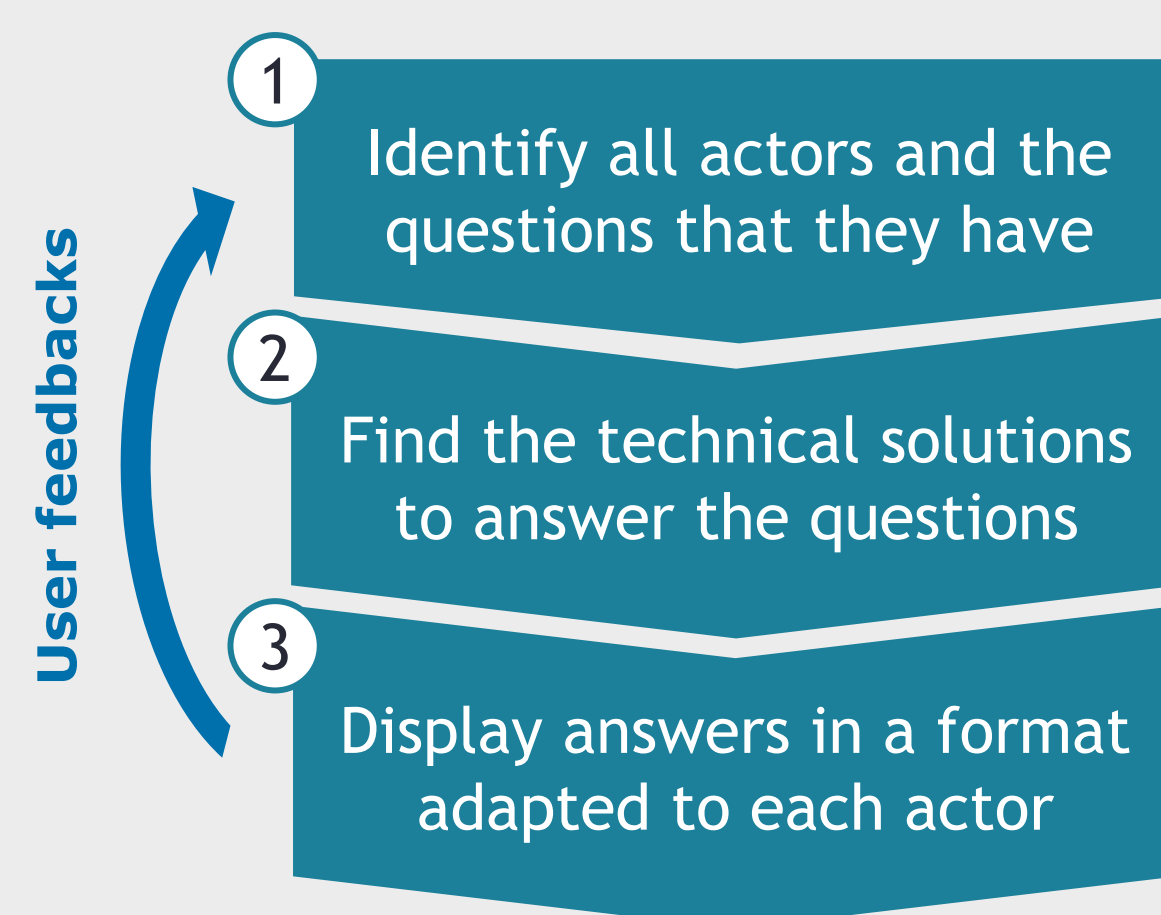 User feedbacks
1
Identify all actors and the
questions that they have
2
Find the technical solutions
to answer the questions
3
Display answers in a format
adapted to each actor